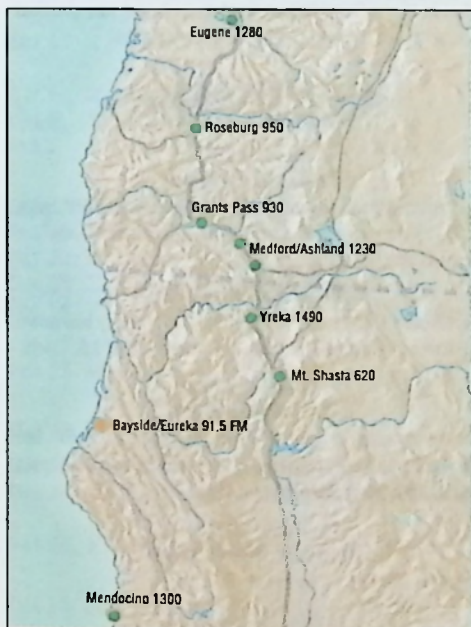 Eugene 1280
Roseburg 950
Grants Pass 930
Medford/Ashland 1230
Yreka 1490
Mt. Shasta 620
Bayside/Eureka 91.5 FM
Mendocino 1300